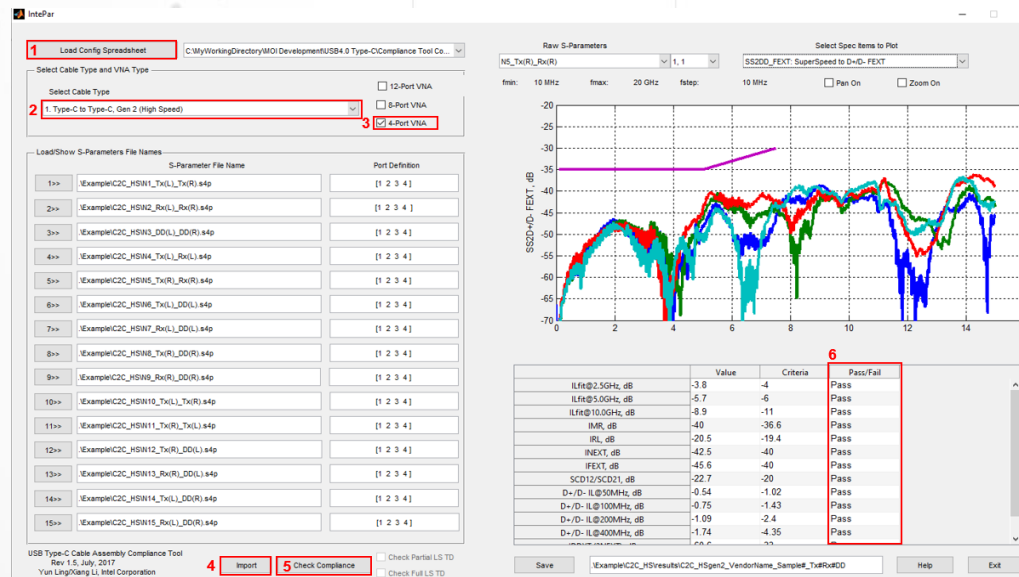 IntePar
1 Load Config Spreadsheet
C:\MyWorkingDirectory\MOI Development\USB4.0 Type-C\Compliance Tool Co...
Select Cable Type and VNA Type
Select Cable Type
12-Port VNA
8-Port VNA
2 1. Type-C to Type-C, Gen 2 (High Speed)
3 4-Port VNA
Load/Show S-Parameters File Names
S-Parameter File Name Port Definition
1>> .\Example\C2C_HS\N1_Tx(L)_Tx(R).s4p [1 2 3 4]
2>> .\Example\C2C_HS\N2_Rx(L)_Rx(R).s4p [1 2 3 4 ]
3>> .\Example\C2C_HS\N3_DD(L)_DD(R).s4p [1 2 3 4]
4>> .\Example\C2C_HS\N4_Tx(L)_Rx(L).s4p [1 2 3 4]
5>> .\Example\C2C_HS\N5_Tx(R)_Rx(R).s4p [1 2 3 4]
6>> .\Example\C2C_HS\N6_Tx(L)_DD(L).s4p [1 2 3 4]
7>> .\Example\C2C_HS\N7_Rx(L)_DD(L).s4p [1 2 3 4]
8>> .\Example\C2C_HS\N8_Tx(R)_DD(R).s4p [1 2 3 4]
9>> .\Example\C2C_HS\N9_Rx(R)_DD(R).s4p [1 2 3 4]
10>> .\Example\C2C_HS\N10_Tx(L)_Tx(R).s4p [1 2 3 4]
11>> .\Example\C2C_HS\N11_Tx(R)_Tx(L).s4p [1 2 3 4]
12>> .\Example\C2C_HS\N12_Tx(R)_DD(L).s4p [1 2 3 4]
13>> .\Example\C2C_HS\N13_Rx(R)_DD(L).s4p [1 2 3 4]
14>> .\Example\C2C_HS\N14_Tx(L)_DD(R).s4p [1 2 3 4]
15>> .\Example\C2C_HS\N15_Rx(L)_DD(R).s4p [1 2 3 4]
USB Type-C Cable Assembly Compliance Tool
Rev 1.5, July, 2017
Yun Ling/Xiang Li, Intel Corporation
4 Import
5 Check Compliance
Check Partial LS TD
Check Full LS TD
Raw S-Parameters
Select Spec Items to Plot
N5_Tx(R)_Rx(R) 1, 1
SS2DD_FEXT: SuperSpeed to D+/D- FEXT
fmin: 10 MHz fmax: 20 GHz fstep: 10 MHz
Pan On
Zoom On
SS2D+/D- FEXT, dB
-20
-25
-30
-35
-40
-45
-50
-55
-60
-65
-70
0 2 4 6 8 10 12 14
6
Value Criteria Pass/Fail
ILfit@2.5GHz, dB -3.8 -4 Pass
ILfit@5.0GHz, dB -5.7 -6 Pass
ILfit@10.0GHz, dB -8.9 -11 Pass
IMR, dB -40 -36.6 Pass
IRL, dB -20.5 -19.4 Pass
INEXT, dB -42.5 -40 Pass
IFEXT, dB -45.6 -40 Pass
SCD12/SCD21, dB -22.7 -20 Pass
D+/D- IL@50MHz, dB -0.54 -1.02 Pass
D+/D- IL@100MHz, dB -0.75 -1.43 Pass
D+/D- IL@200MHz, dB -1.09 -2.4 Pass
D+/D- IL@400MHz, dB -1.74 -4.35 Pass
Save
.\Example\C2C_HS\results\C2C_HSgen2_VendorName_Sample#_Tx#Rx#DD
Help
Exit